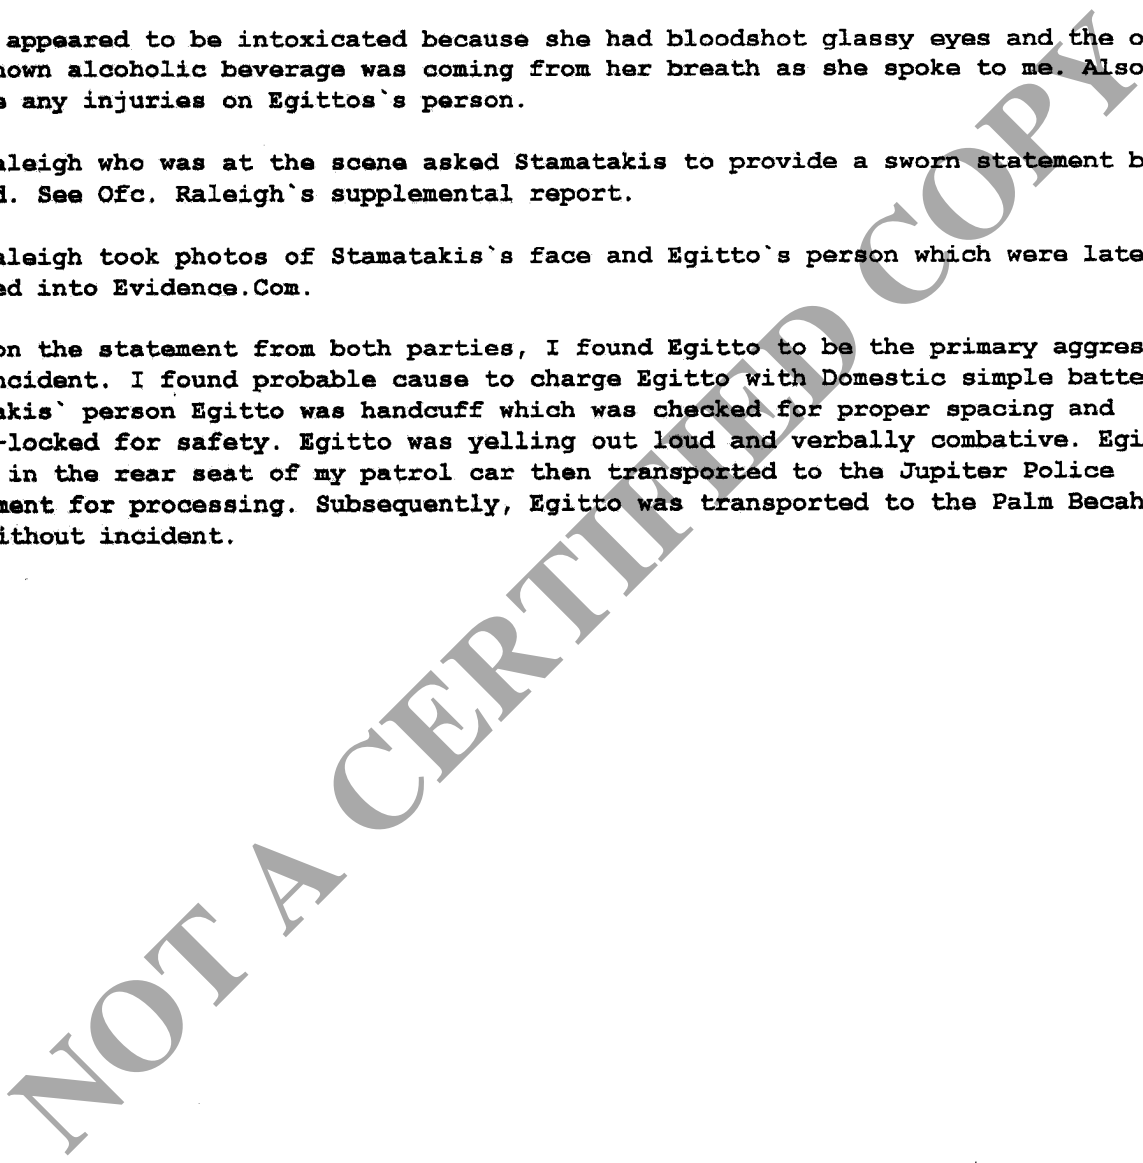 appeared to be intoxicated because she had bloodshot glassy eyes and the o
nown alcoholic beverage was coming from her breath as she spoke to me. Also
s any injuries on Egittos`s person.
aleigh who was at the scene asked Stamatakis to provide a sworn statement b
d. See Ofc. Raleigh`s supplemental report.
aleigh took photos of Stamatakis`s face and Egitto`s person which were late
ed into Evidence.Com.
on the statement from both parties, I found Egitto to be the primary aggres
ncident. I found probable cause to charge Egitto with Domestic simple batte
akis` person Egitto was handcuff which was checked for proper spacing and
-locked for safety. Egitto was yelling out loud and verbally combative. Egi
in the rear seat of my patrol car then transported to the Jupiter Police
ment for processing. Subsequently, Egitto was transported to the Palm Becah
ithout incident.
NOT A CERTIFIED COPY